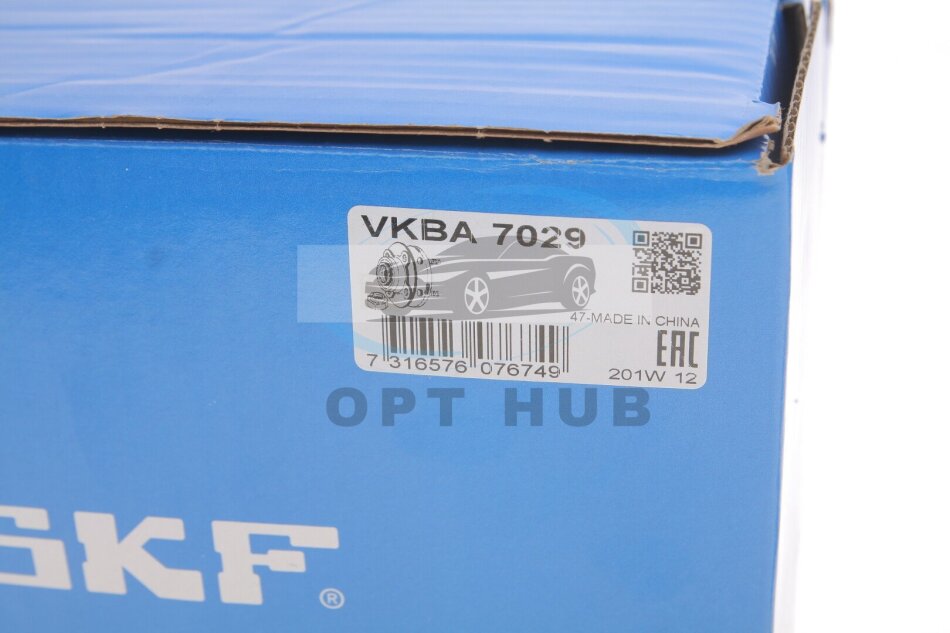 VKBA 7029
47-MADE IN CHINA
EAC
7 316576 076749
201W 12
OPT HUB
SKF®